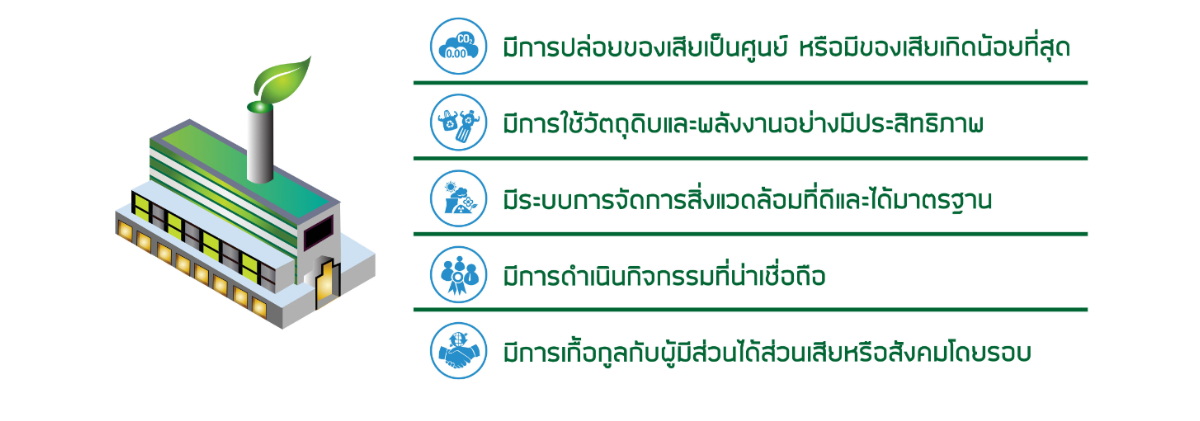 CO₂
0.00
มีการปล่อยของเสียเป็นศูนย์ หรือมีของเสียเกิดน้อยที่สุด
มีการใช้วัตถุดิบและพลังงานอย่างมีประสิทธิภาพ
มีระบบการจัดการสิ่งแวดล้อมที่ดีและได้มาตรฐาน
มีการดำเนินกิจกรรมที่น่าเชื่อถือ
มีการเกื้อกูลกับผู้มีส่วนได้ส่วนเสียหรือสังคมโดยรอบ